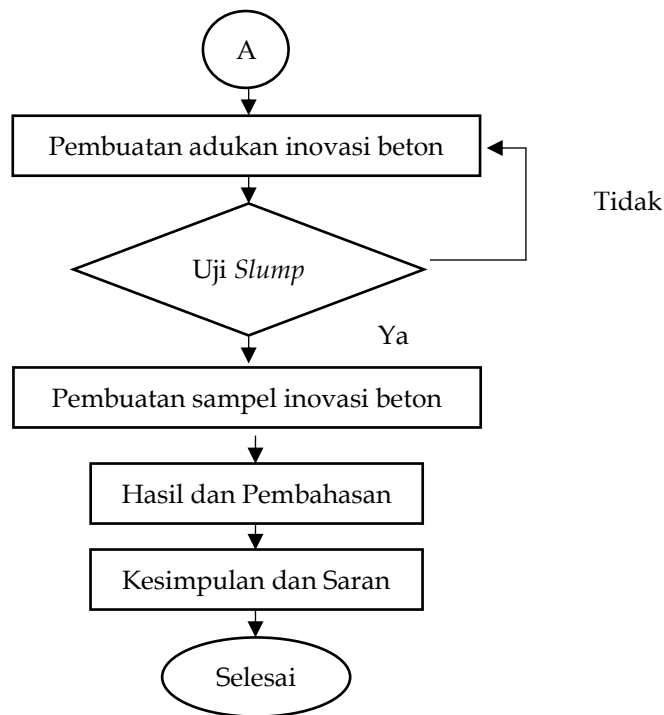 A
Pembuatan adukan inovasi beton
Tidak
Uji Slump
Ya
Pembuatan sampel inovasi beton
Hasil dan Pembahasan
Kesimpulan dan Saran
Selesai